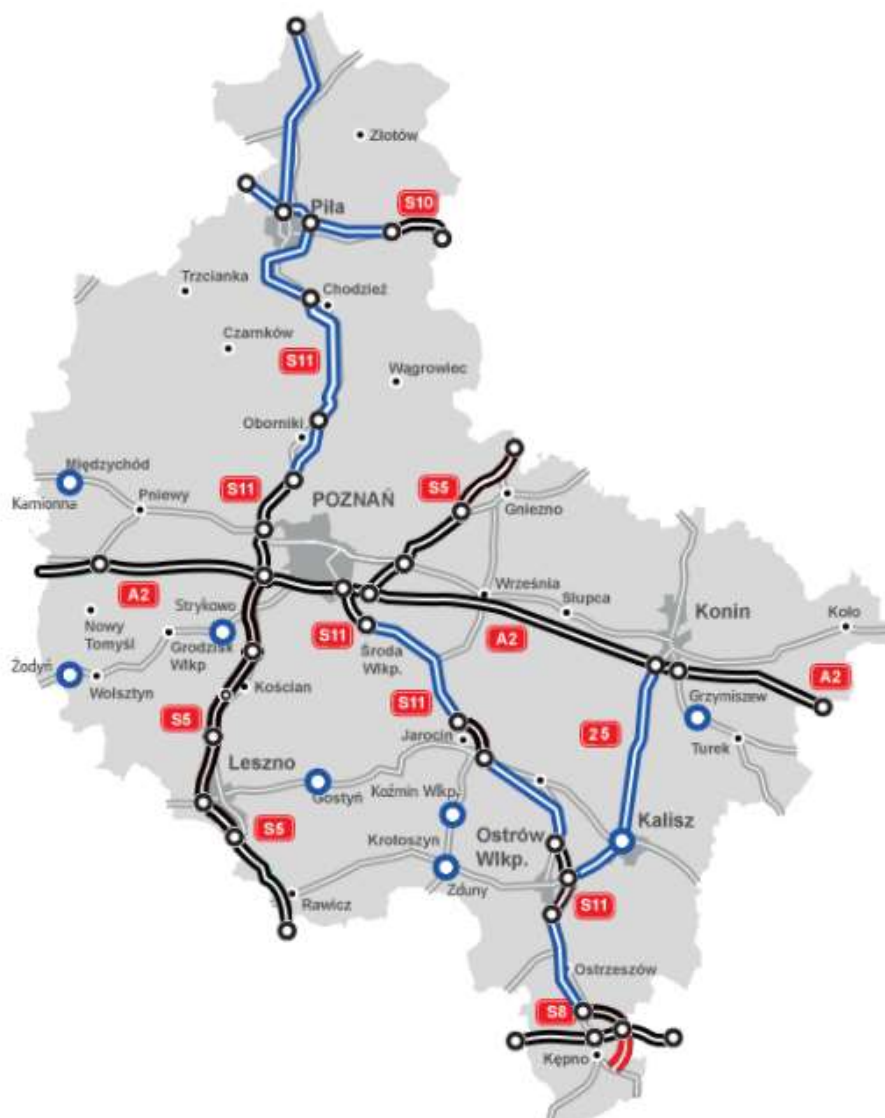 Złotów
Piła
S10
Trzcianka
Chodzież
Czarnków
S11
Wągrowiec
Oborniki
Międzychód
S11
S5
Kamionna
Pniewy
POZNAŃ
Gniezno
A2
Strykowo
Września
Słupca
Konin
Koło
Nowy
Tomyśl
Grodzisk
Wlkp
S11
Środa
Wlkp.
A2
Żodyń
Wolsztyn
Kościan
A2
Grzymiszew
S5
S11
25
Turek
Jarocin
Leszno
Gostyń
Koźmin Wlkp.
S5
Krotoszyn
Ostrów
Wlkp.
Kalisz
Zduny
Rawicz
S11
Ostrzeszów
S8
Kępno